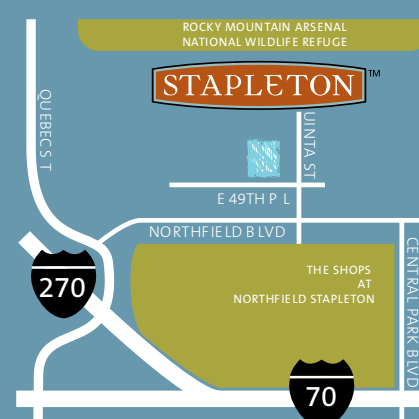 ROCKY MOUNTAIN ARSENAL
NATIONAL WILDLIFE REFUGE
STAPLETON™
QUEBEC ST
UINTA ST
E 49TH PL
NORTHFIELD BLVD
270
THE SHOPS
AT
NORTHFIELD STAPLETON
CENTRAL PARK BLVD
70